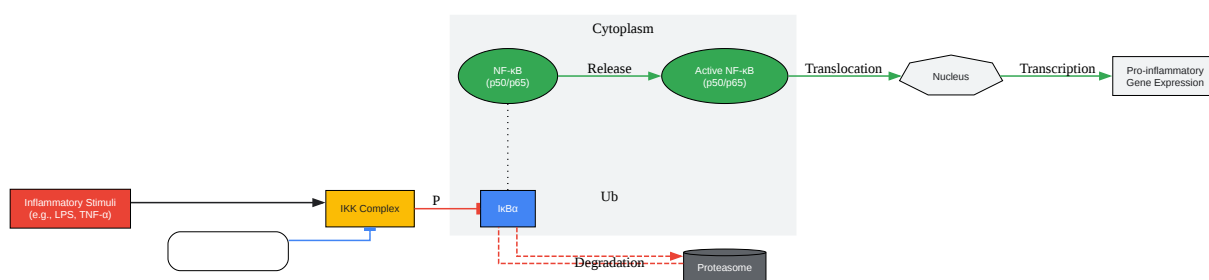 Cytoplasm
NF-κB
(p50/p65)
Release
Active NF-κB
(p50/p65)
Translocation
Nucleus
Transcription
Pro-inflammatory
Gene Expression
Inflammatory Stimuli
(e.g., LPS, TNF-α)
IKK Complex
P
IκBα
Ub
Degradation
Proteasome